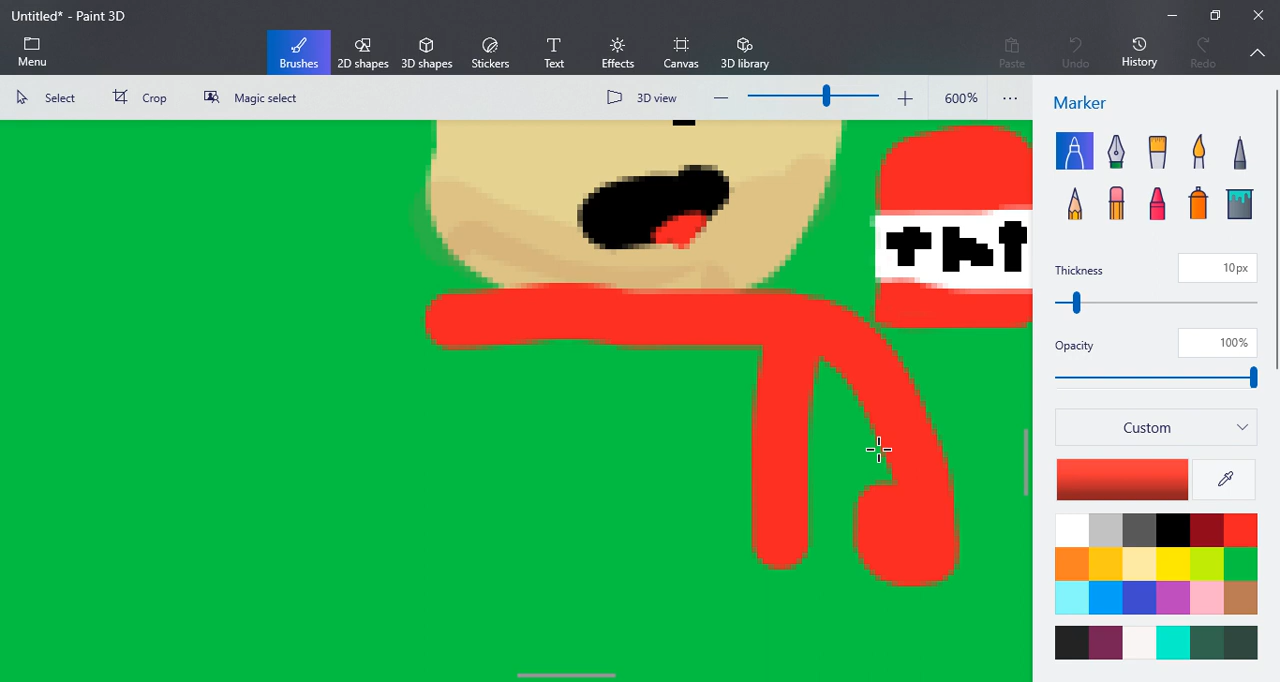 Untitled* - Paint 3D
Menu
Brushes
2D shapes
3D shapes
Stickers
Text
Effects
Canvas
3D library
Paste
Undo
History
Redo
Select
Crop
Magic select
3D view
600%
Marker
Thickness
10px
Opacity
100%
Custom